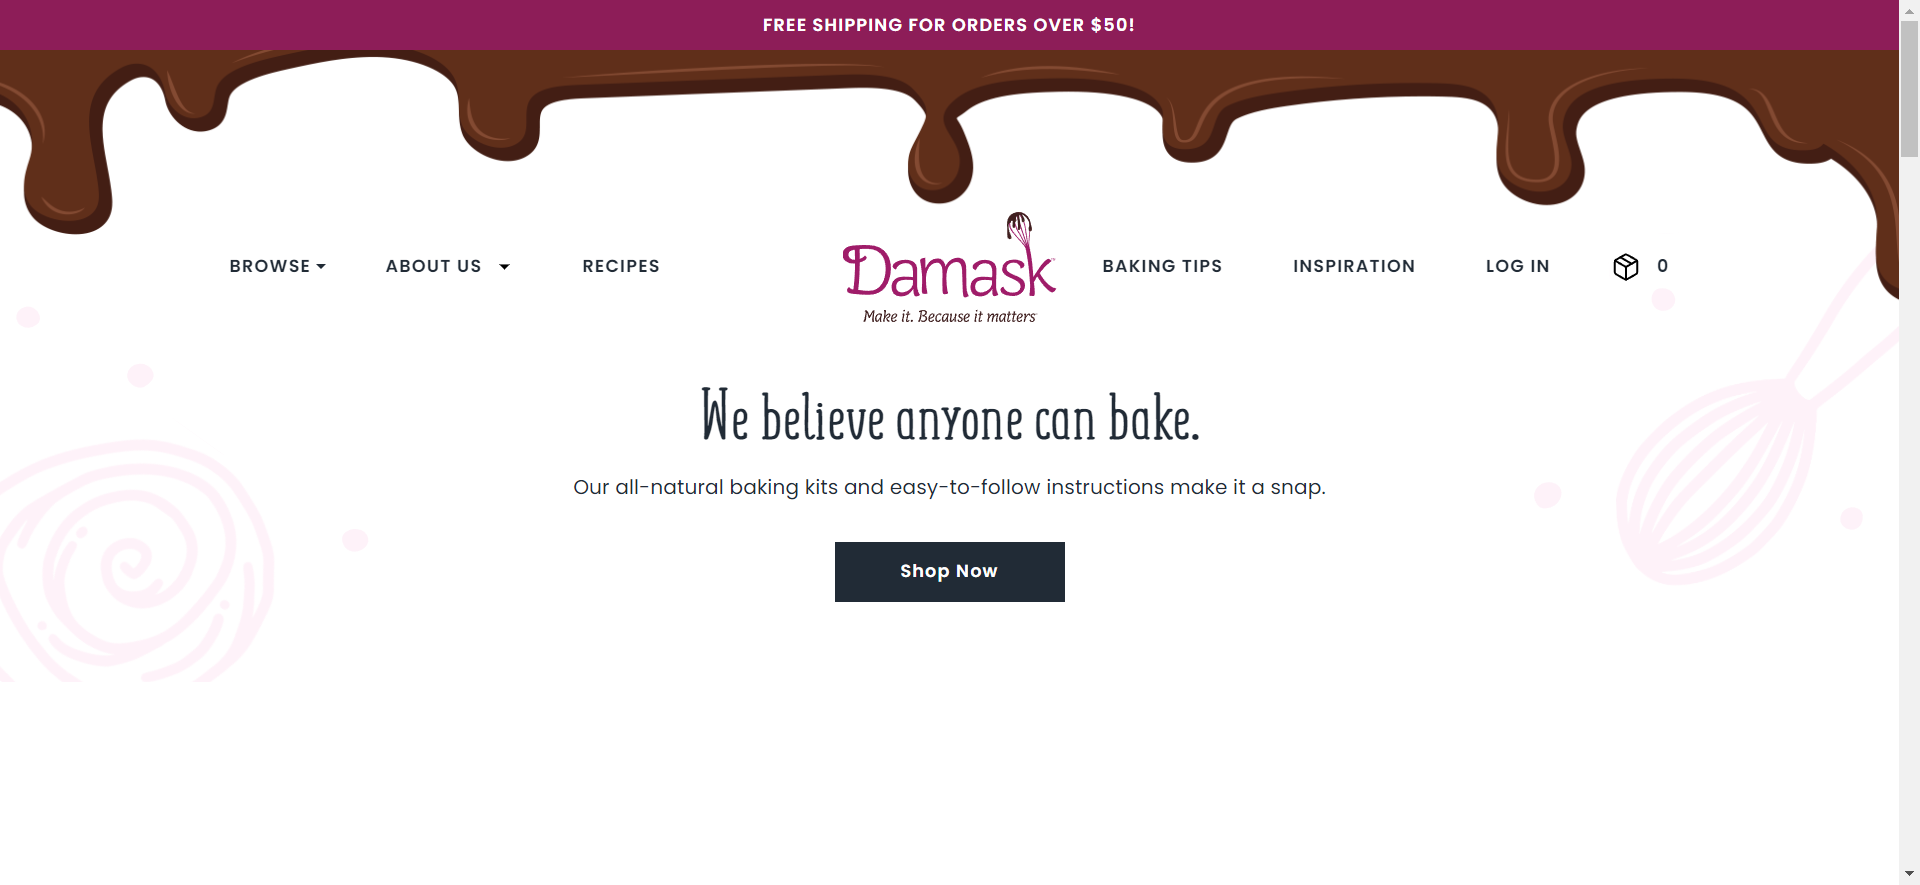 FREE SHIPPING FOR ORDERS OVER $50!
BROWSE
ABOUT US
RECIPES
Damask
Make it. Because it matters
BAKING TIPS
INSPIRATION
LOG IN
0
We believe anyone can bake.
Our all-natural baking kits and easy-to-follow instructions make it a snap.
Shop Now